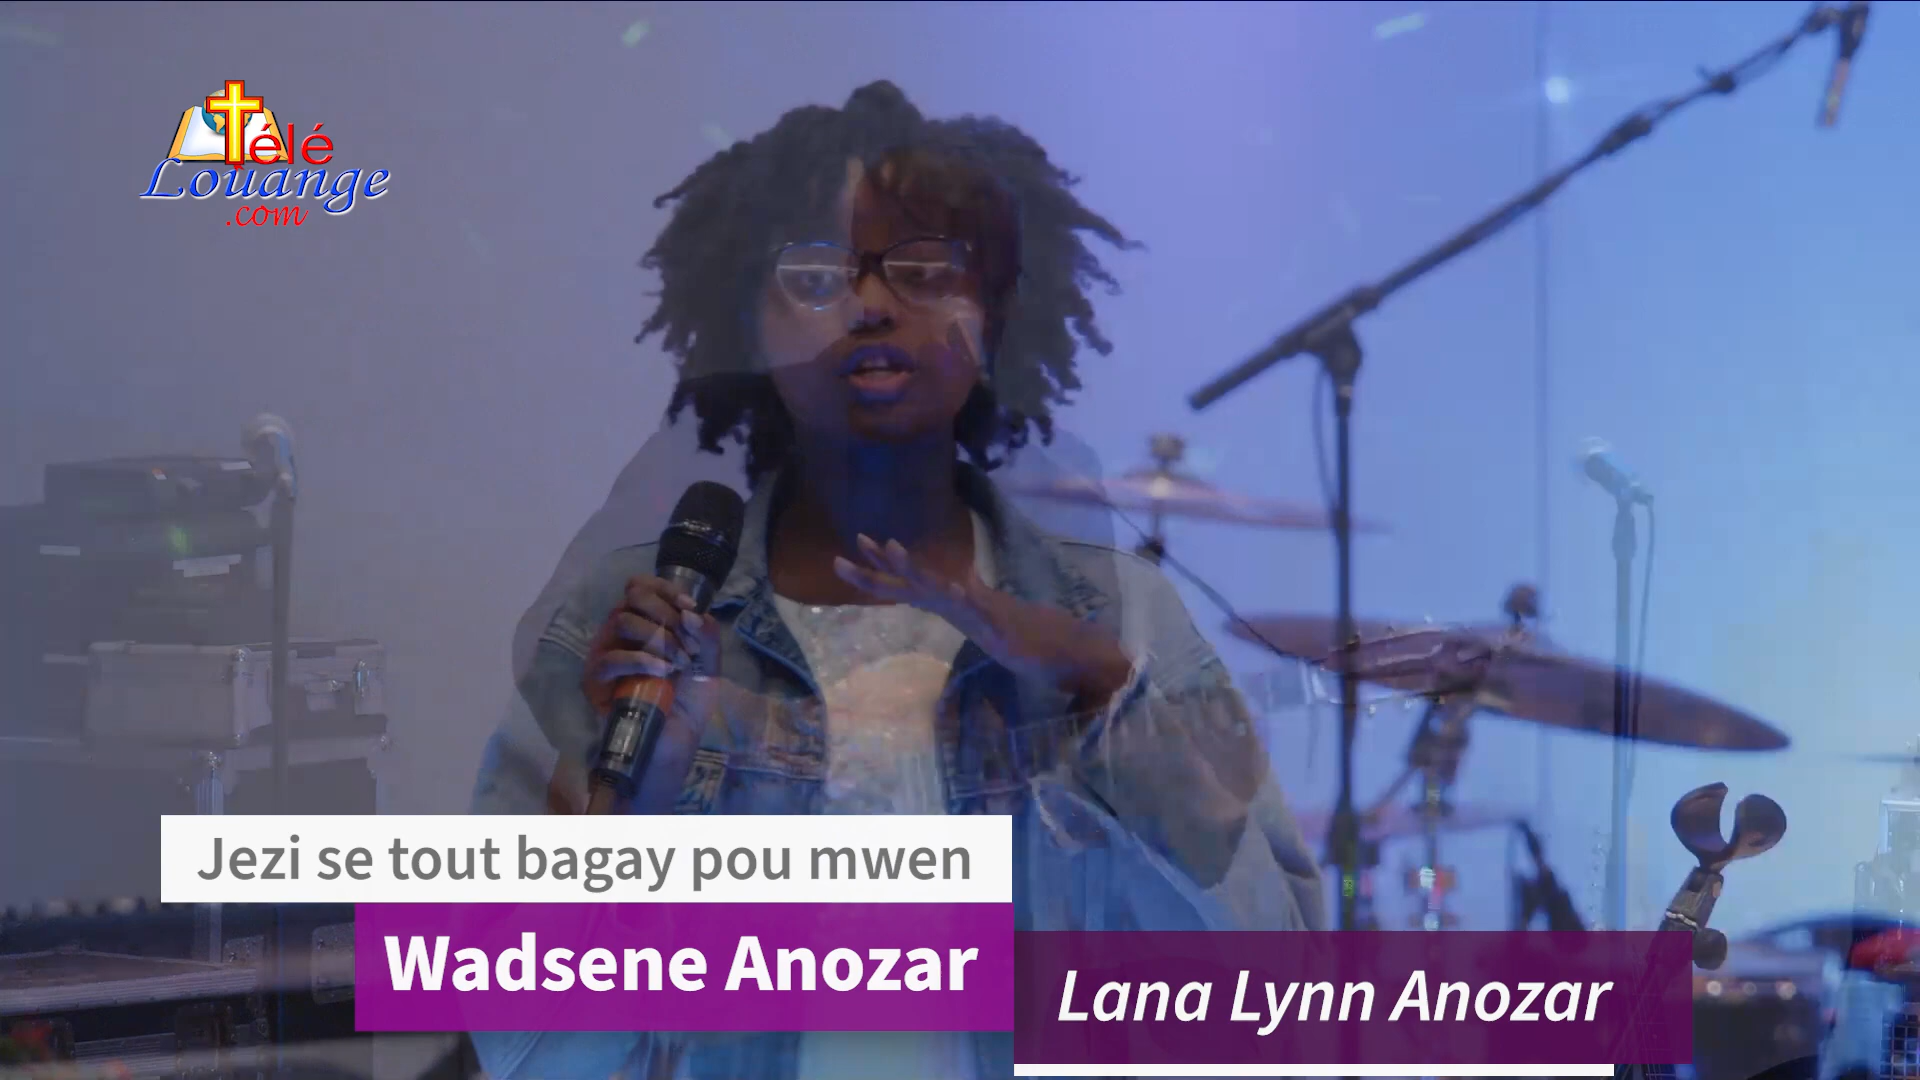 Télé
Louange
.com
Jezi se tout bagay pou mwen
Wadsene Anozar
Lana Lynn Anozar